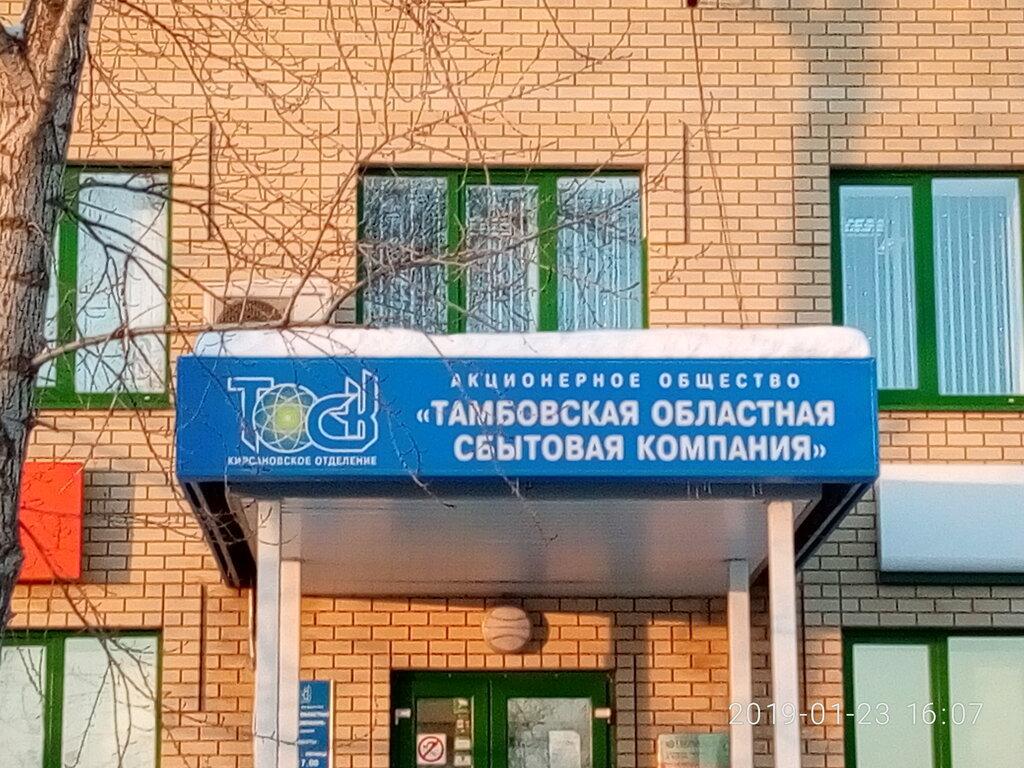 ТОСК
КИРСАНОВСКОЕ ОТДЕЛЕНИЕ
АКЦИОНЕРНОЕ ОБЩЕСТВО
«ТАМБОВСКАЯ ОБЛАСТНАЯ
СБЫТОВАЯ КОМПАНИЯ»
2019-01-23 16:07